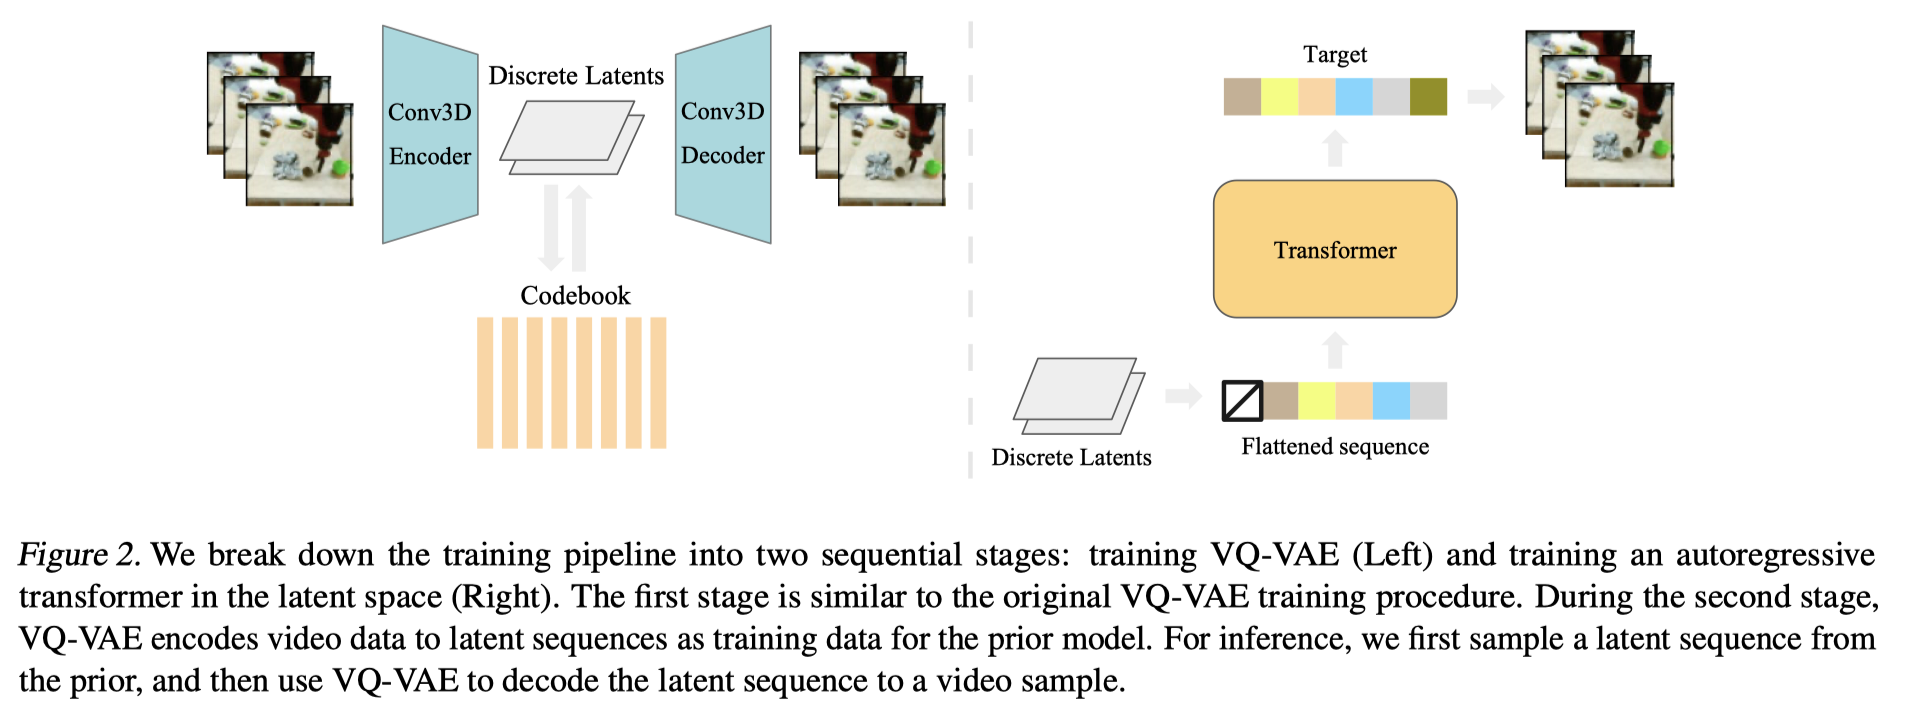 Conv3D
Encoder
Discrete Latents
Conv3D
Decoder
Codebook
Target
Transformer
Discrete Latents
Flattened sequence
Figure 2. We break down the training pipeline into two sequential stages: training VQ-VAE (Left) and training an autoregressive
transformer in the latent space (Right). The first stage is similar to the original VQ-VAE training procedure. During the second stage,
VQ-VAE encodes video data to latent sequences as training data for the prior model. For inference, we first sample a latent sequence from
the prior, and then use VQ-VAE to decode the latent sequence to a video sample.